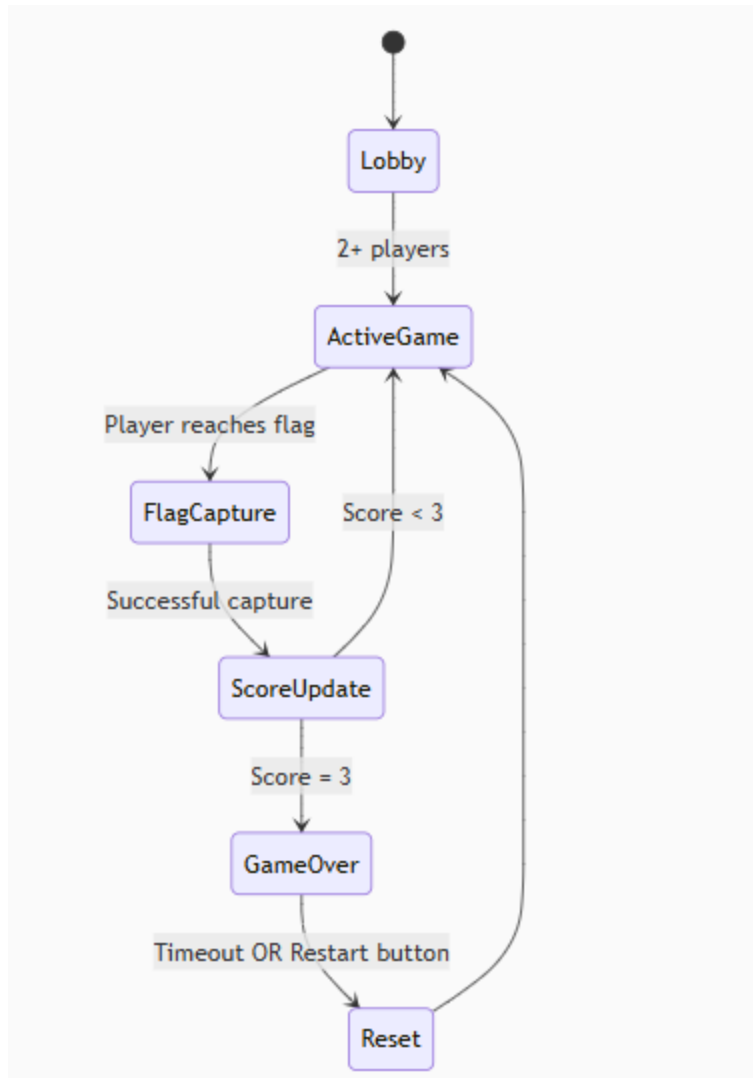 Lobby
2+ players
ActiveGame
Player reaches flag
FlagCapture
Score < 3
Successful capture
ScoreUpdate
Score = 3
GameOver
Timeout OR Restart button
Reset